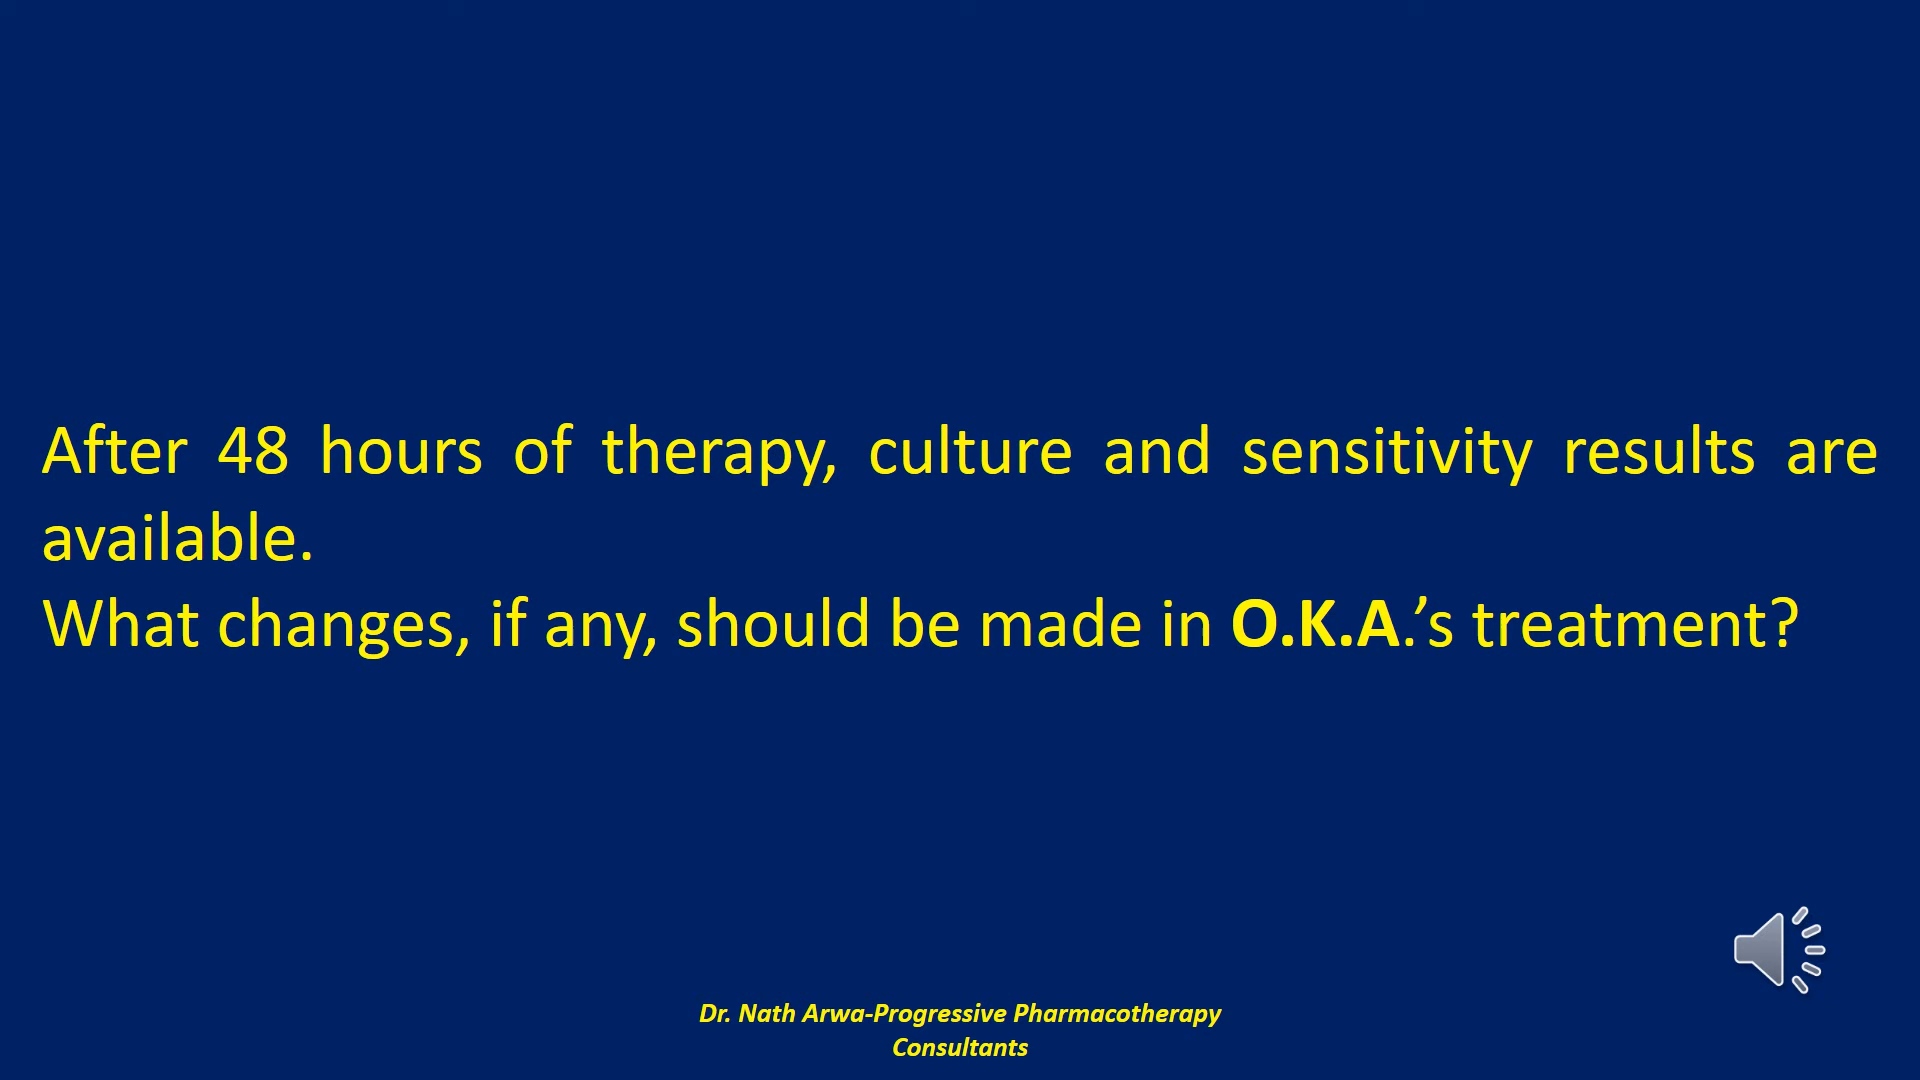 After 48 hours of therapy, culture and sensitivity results are
available.
What changes, if any, should be made in O.K.A.’s treatment?
Dr. Nath Arwa-Progressive Pharmacotherapy
Consultants